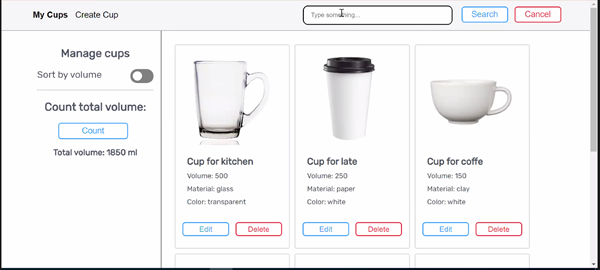 My Cups Create Cup Type something... Search Cancel
Manage cups
Sort by volume
Count total volume:
Count
Total volume: 1850 ml
Cup for kitchen
Volume: 500
Material: glass
Color: transparent
Edit Delete
Cup for late
Volume: 250
Material: paper
Color: white
Edit Delete
Cup for coffe
Volume: 150
Material: clay
Color: white
Edit Delete